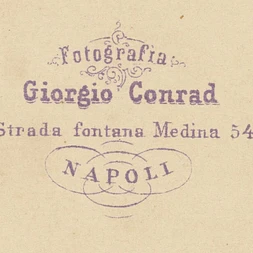 Fotografia
Giorgio Conrad
Strada fontana Medina 54
NAPOLI